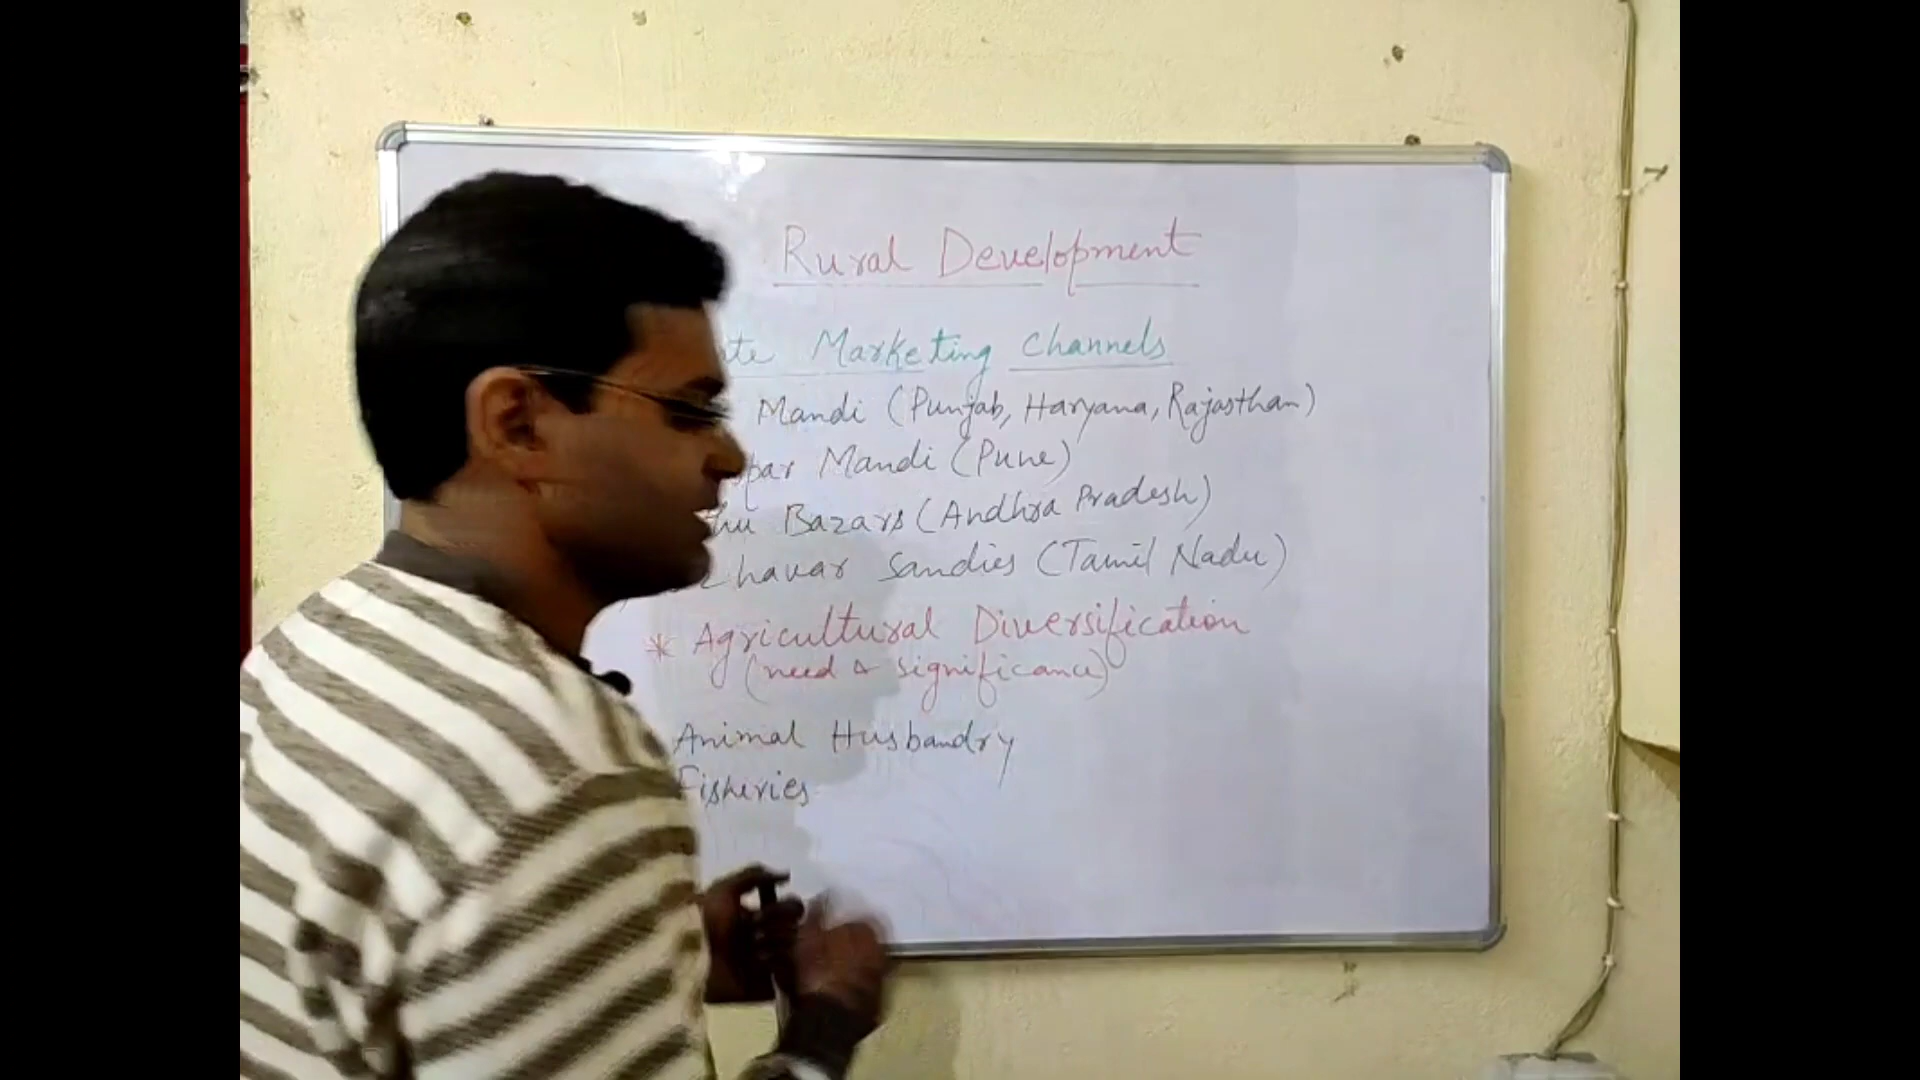 Rural Development
Marketing Channels
Mandi (Punjab, Haryana, Rajasthan)
Mandi (Pune)
Bazars (Andhra Pradesh)
Sandies (Tamil Nadu)
* Agricultural Diversification
(need & significance)
Animal Husbandry
Fisheries